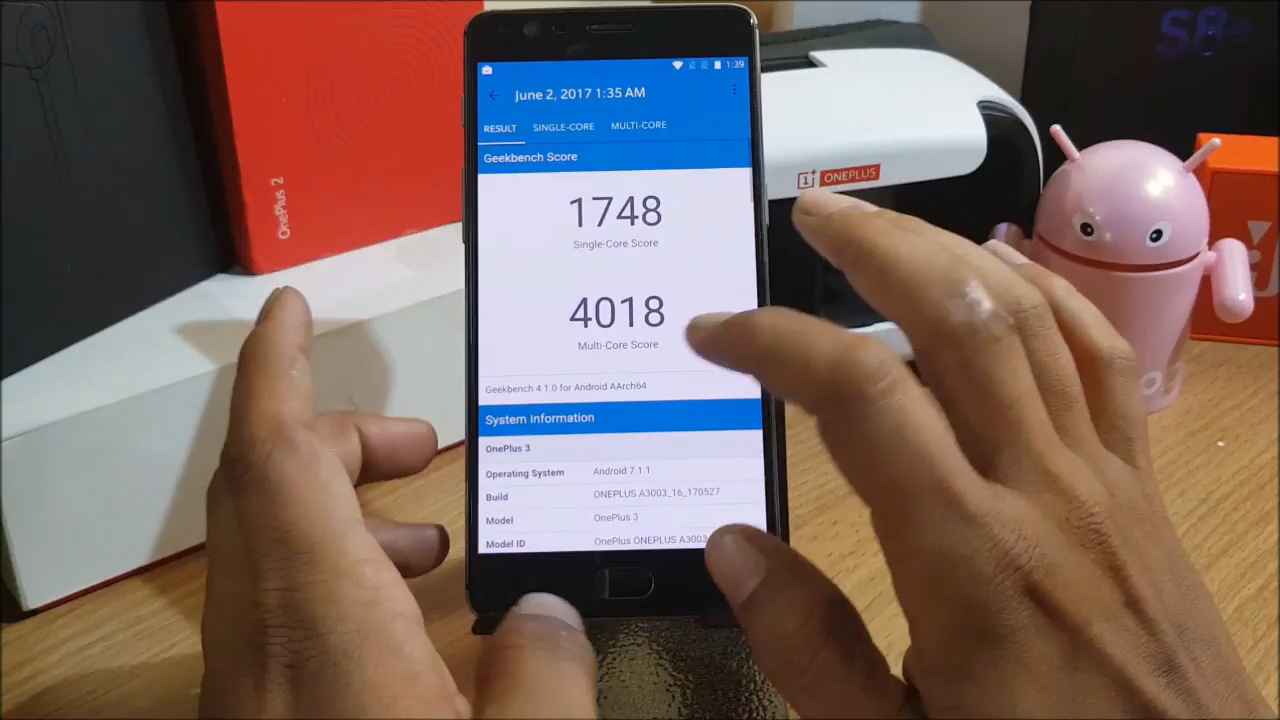 1:39
June 2, 2017 1:35 AM
RESULT SINGLE-CORE MULTI-CORE
Geekbench Score
1748
Single-Core Score
4018
Multi-Core Score
Geekbench 4.1.0 for Android AArch64
System Information
OnePlus 3
Operating System Android 7.1.1
Build ONEPLUS A3003_16_170527
Model OnePlus 3
Model ID OnePlus ONEPLUS A3003
OnePlus 2
1+ ONEPLUS
S8+